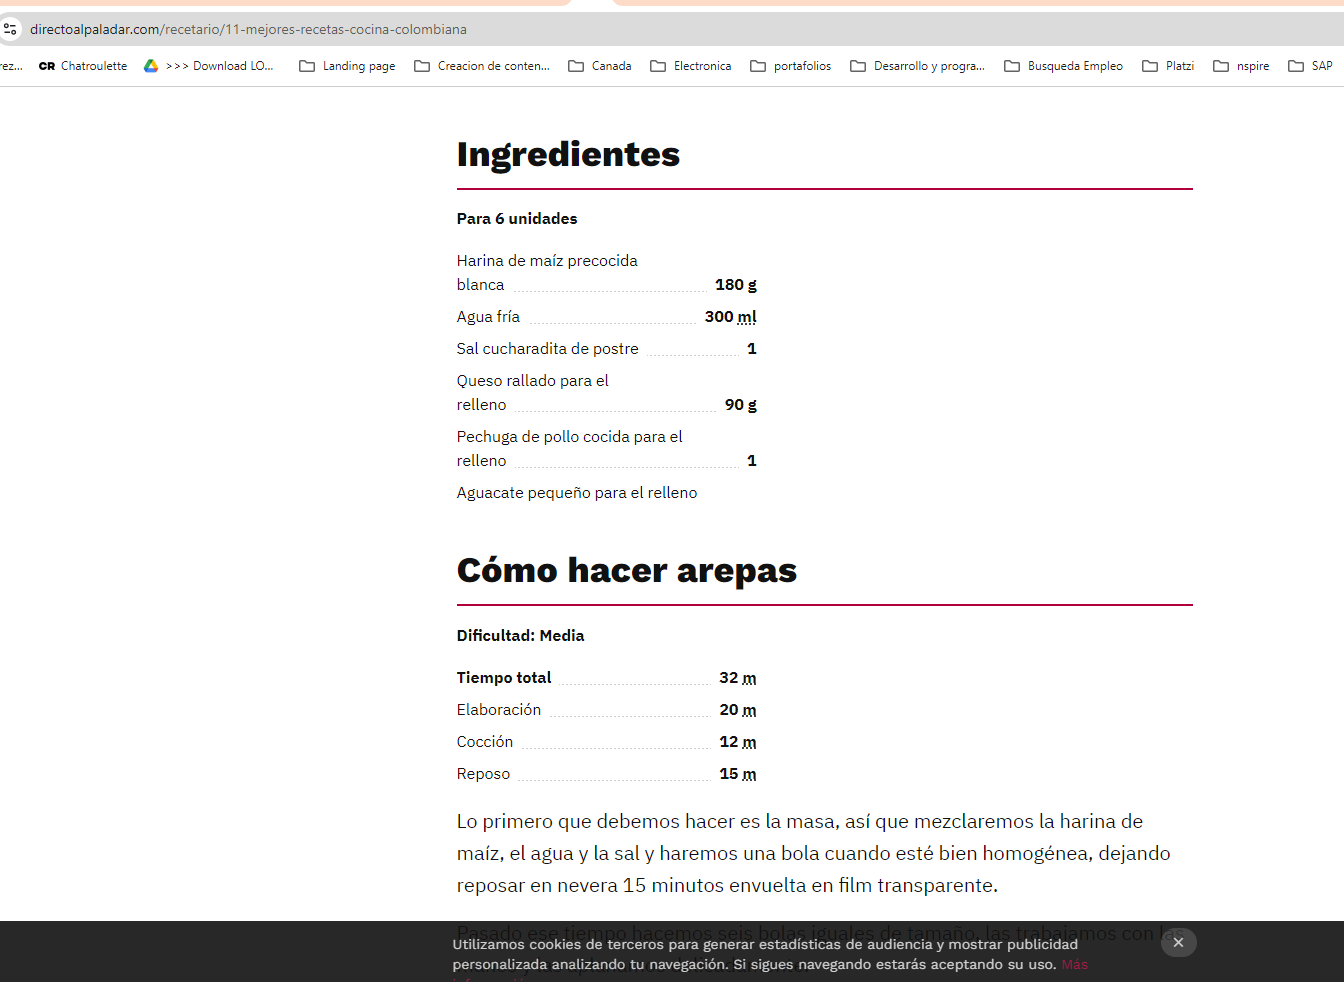 directoalpaladar.com/recetario/11-mejores-recetas-cocina-colombiana
rez... CR Chatroulette >>> Download LO... Landing page Creacion de conten... Canada Electronica portafolios Desarrollo y progra... Busqueda Empleo Platzi nspire SAP
Ingredientes
Para 6 unidades
Harina de maíz precocida
blanca 180 g
Agua fría 300 ml
Sal cucharadita de postre 1
Queso rallado para el
relleno 90 g
Pechuga de pollo cocida para el
relleno 1
Aguacate pequeño para el relleno
Cómo hacer arepas
Dificultad: Media
Tiempo total 32 m
Elaboración 20 m
Cocción 12 m
Reposo 15 m
Lo primero que debemos hacer es la masa, así que mezclaremos la harina de
maíz, el agua y la sal y haremos una bola cuando esté bien homogénea, dejando
reposar en nevera 15 minutos envuelta en film transparente.
Pasado ese tiempo hacemos seis bolas iguales de tamaño, las trabajamos con las
Utilizamos cookies de terceros para generar estadísticas de audiencia y mostrar publicidad
personalizada analizando tu navegación. Si sigues navegando estarás aceptando su uso. Más